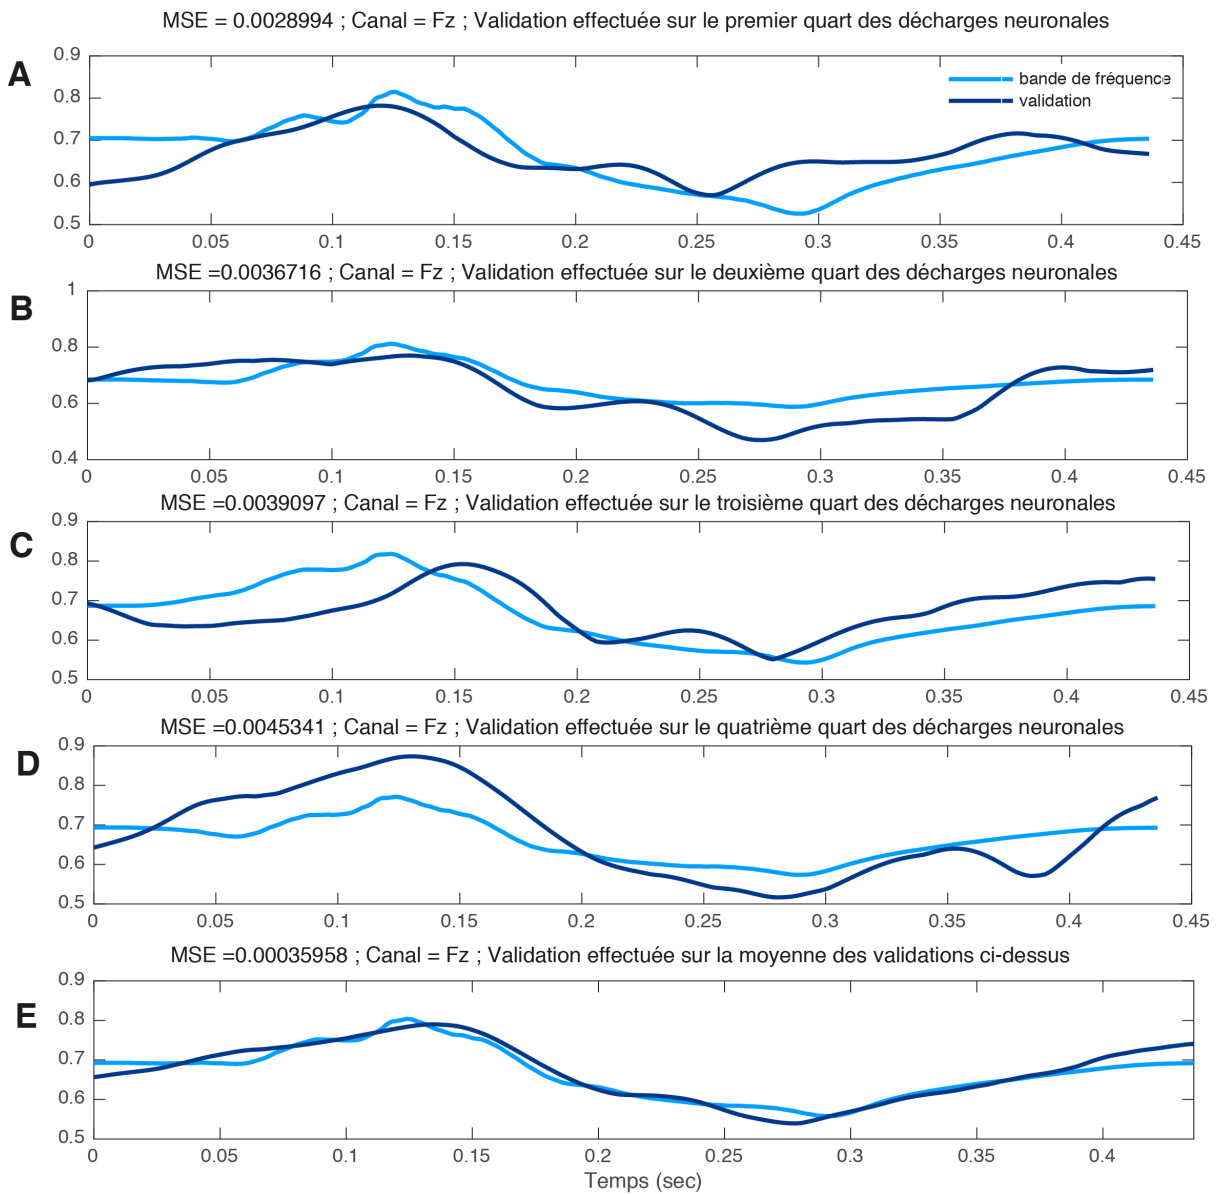 MSE = 0.0028994 ; Canal = Fz ; Validation effectuée sur le premier quart des décharges neuronales
A
0.9
0.8
0.7
0.6
0.5
bande de fréquence
validation
0 0.05 0.1 0.15 0.2 0.25 0.3 0.35 0.4 0.45
MSE =0.0036716 ; Canal = Fz ; Validation effectuée sur le deuxième quart des décharges neuronales
B
1
0.8
0.6
0.4
0 0.05 0.1 0.15 0.2 0.25 0.3 0.35 0.4 0.45
MSE =0.0039097 ; Canal = Fz ; Validation effectuée sur le troisième quart des décharges neuronales
C
0.9
0.8
0.7
0.6
0.5
0 0.05 0.1 0.15 0.2 0.25 0.3 0.35 0.4 0.45
MSE =0.0045341 ; Canal = Fz ; Validation effectuée sur le quatrième quart des décharges neuronales
D
0.9
0.8
0.7
0.6
0.5
0 0.05 0.1 0.15 0.2 0.25 0.3 0.35 0.4 0.45
MSE =0.00035958 ; Canal = Fz ; Validation effectuée sur la moyenne des validations ci-dessus
E
0.9
0.8
0.7
0.6
0.5
0 0.05 0.1 0.15 0.2 0.25 0.3 0.35 0.4
Temps (sec)